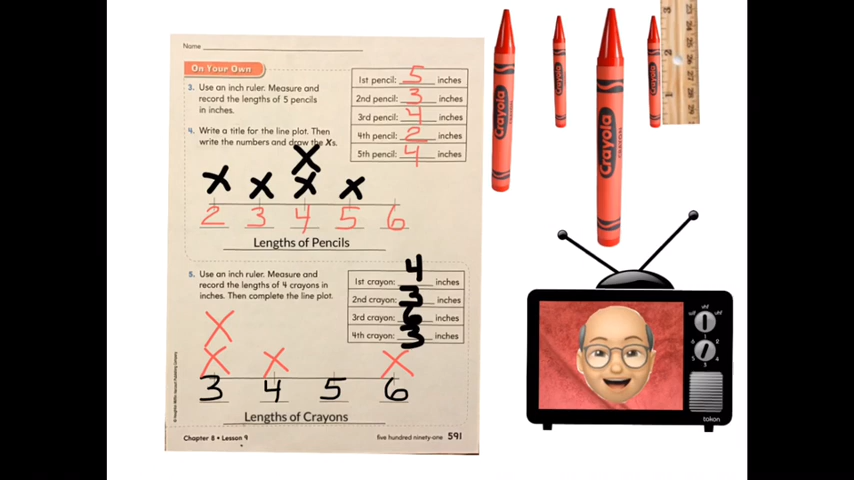 Name
On Your Own
3. Use an inch ruler. Measure and
record the lengths of 5 pencils
in inches.
1st pencil: 5 inches
2nd pencil: 3 inches
3rd pencil: 4 inches
4th pencil: 2 inches
5th pencil: 4 inches
4. Write a title for the line plot. Then
write the numbers and draw the Xs.
X
X X X X
2 3 4 5 6
Lengths of Pencils
5. Use an inch ruler. Measure and
record the lengths of 4 crayons in
inches. Then complete the line plot.
1st crayon: 4 inches
2nd crayon: 3 inches
3rd crayon: 6 inches
4th crayon: 3 inches
X
X X X
3 4 5 6
Lengths of Crayons
Chapter 8 • Lesson 9
five hundred ninety-one 591
Crayola
Crayola
Crayola
Crayola
tokan